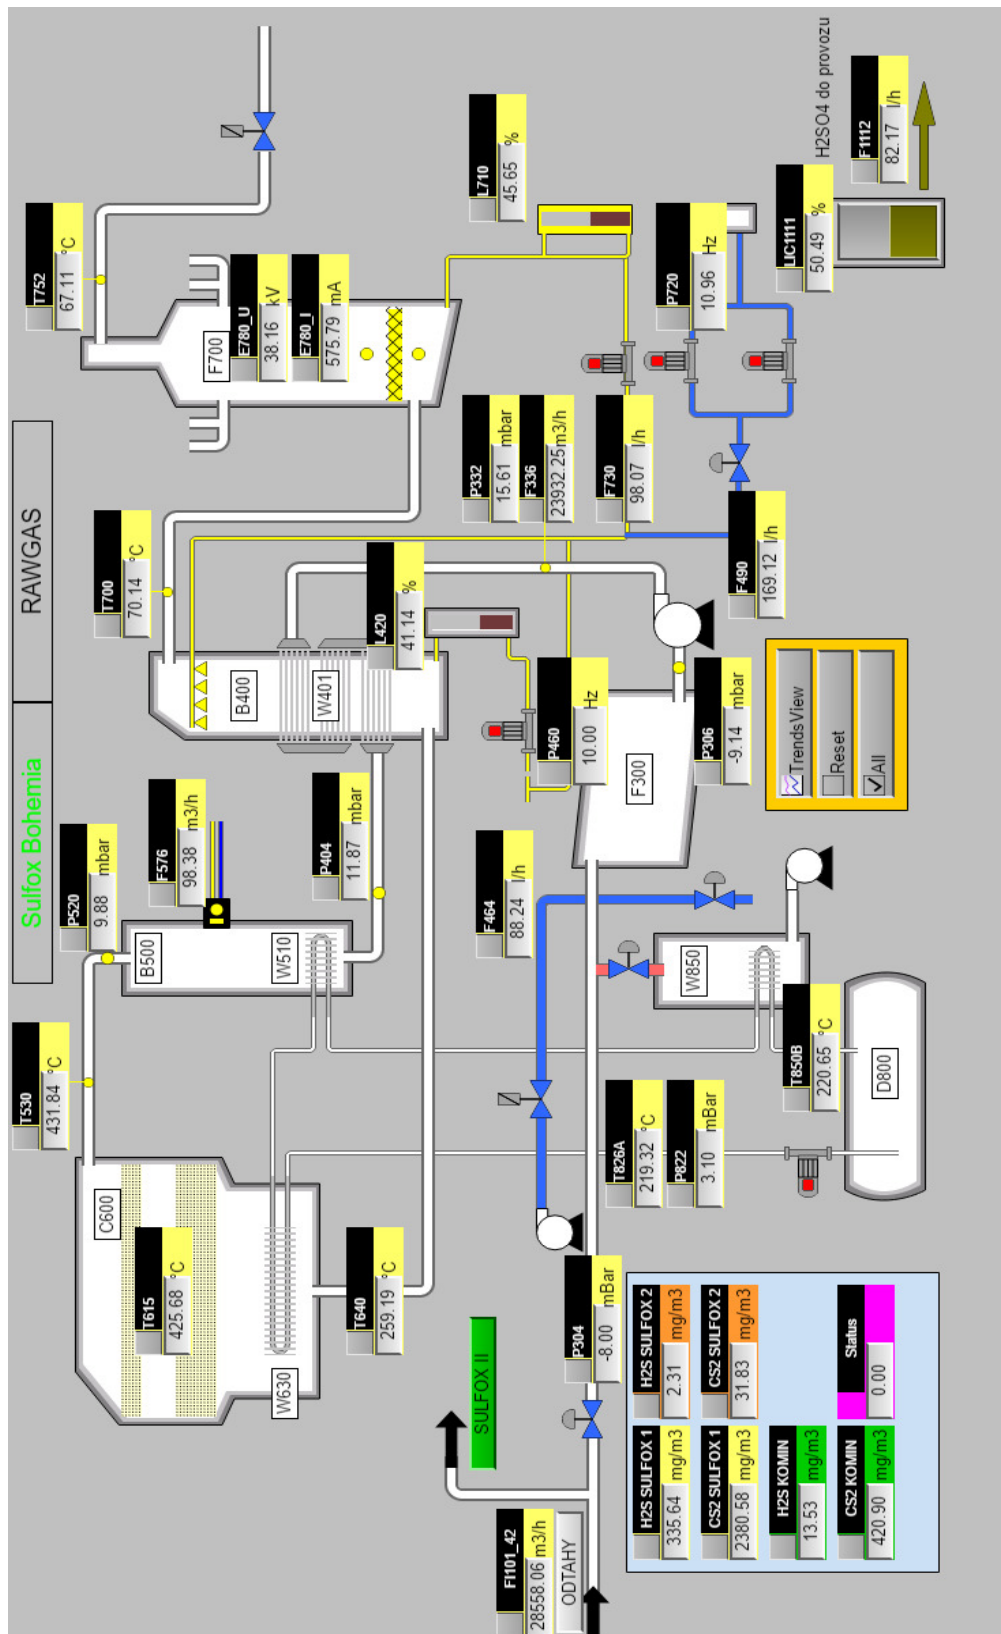 Sulfox Bohemia
RAWGAS
T530
431.84 °C
P520
9.88 mbar
T700
70.14 °C
T752
67.11 °C
C600
T615
425.68 °C
B500
F576
98.38 m3/h
B400
F700
E780_U
38.16 kV
E780_I
575.79 mA
W630
T640
259.19 °C
W510
P404
11.87 mbar
W401
L420
41.14 %
P332
15.61 mbar
F336
23932.25 m3/h
L710
45.65 %
SULFOX II
F464
88.24 l/h
P460
10.00 Hz
F730
98.07 l/h
P720
10.96 Hz
FI101_42
28558.06 m3/h
ODTAHY
P304
-8.00 mBar
T826A
219.32 °C
P822
3.10 mBar
F300
P306
-9.14 mbar
F490
169.12 l/h
LIC1111
50.49 %
H2SO4 do provozu
F1112
82.17 l/h
W850
T850B
220.65 °C
D800
TrendsView
Reset
All
H2S SULFOX 1
335.64 mg/m3
H2S SULFOX 2
2.31 mg/m3
CS2 SULFOX 1
2380.58 mg/m3
CS2 SULFOX 2
31.83 mg/m3
H2S KOMIN
13.53 mg/m3
CS2 KOMIN
420.90 mg/m3
Status
0.00